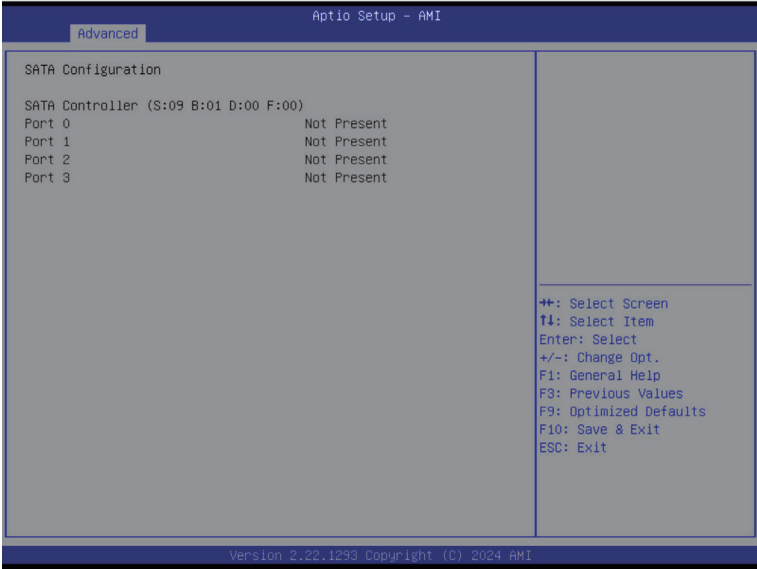 Aptio Setup – AMI
Advanced
SATA Configuration
SATA Controller (S:09 B:01 D:00 F:00)
Port 0 Not Present
Port 1 Not Present
Port 2 Not Present
Port 3 Not Present
→←: Select Screen
↑↓: Select Item
Enter: Select
+/-: Change Opt.
F1: General Help
F3: Previous Values
F9: Optimized Defaults
F10: Save & Exit
ESC: Exit
Version 2.22.1293 Copyright (C) 2024 AMI